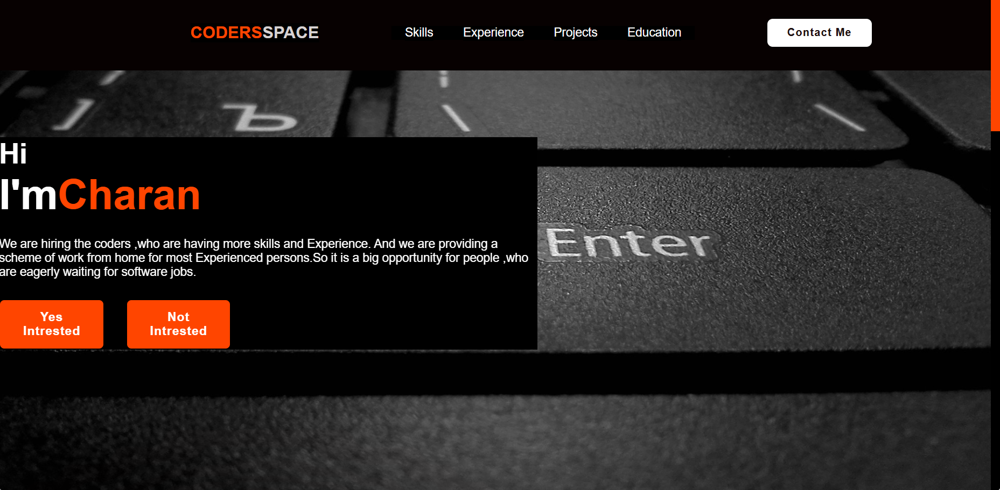 CODERSSPACE Skills Experience Projects Education Contact Me
Ъ
Hi
I'mCharan
Enter
We are hiring the coders ,who are having more skills and Experience. And we are providing a
scheme of work from home for most Experienced persons.So it is a big opportunity for people ,who
are eagerly waiting for software jobs.
Yes
Intrested
Not
Intrested